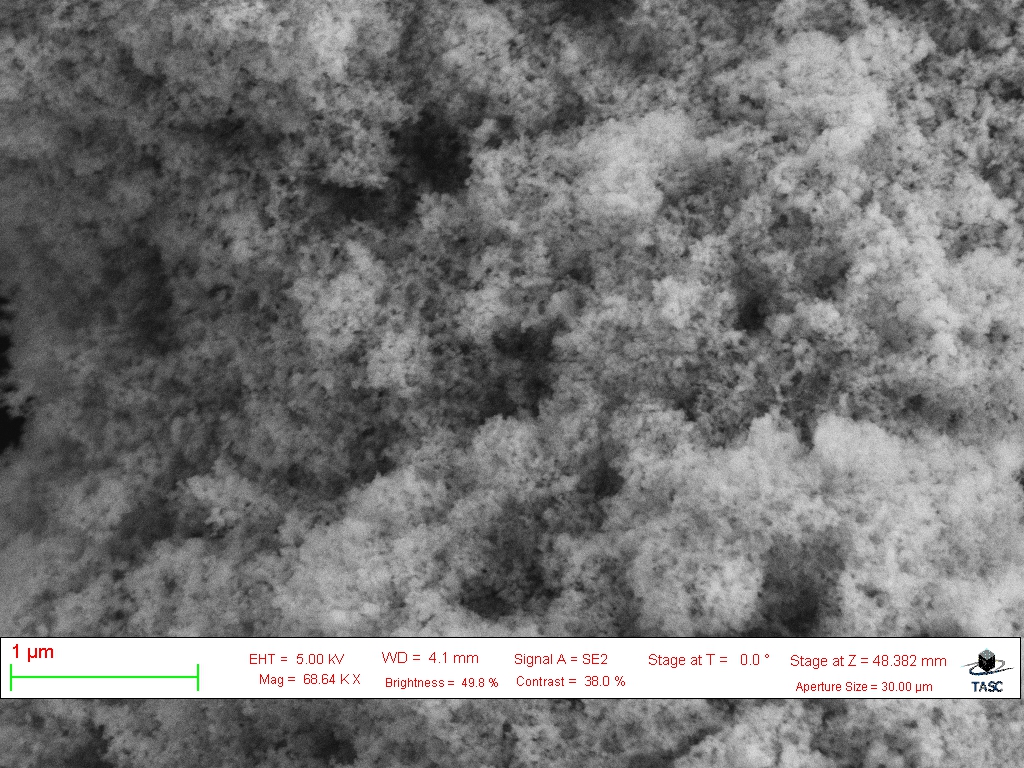 1 µm
EHT = 5.00 kV WD = 4.1 mm Signal A = SE2 Stage at T = 0.0 ° Stage at Z = 48.382 mm
Mag = 68.64 K X Brightness = 49.8 % Contrast = 38.0 % Aperture Size = 30.00 µm
TASC